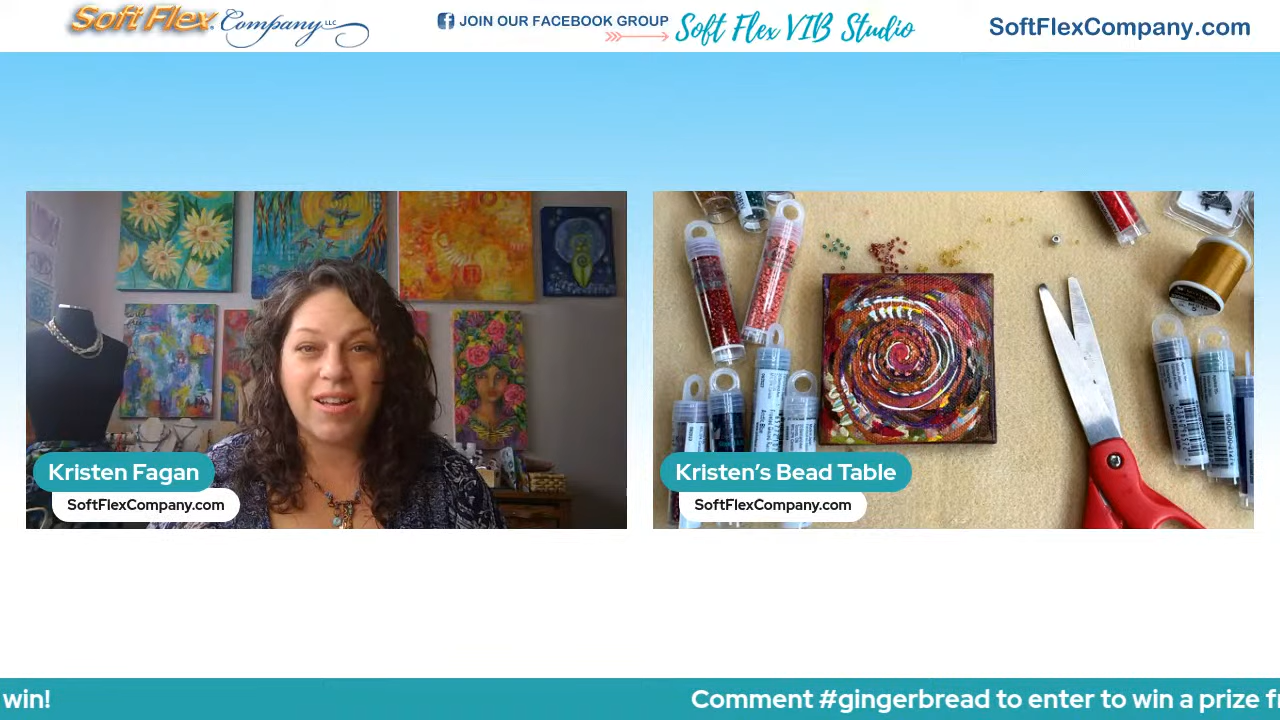 Soft Flex Company LLC
JOIN OUR FACEBOOK GROUP
Soft Flex VIB Studio
SoftFlexCompany.com
Kristen Fagan
SoftFlexCompany.com
Kristen's Bead Table
SoftFlexCompany.com
win!
Comment #gingerbread to enter to win a prize fr